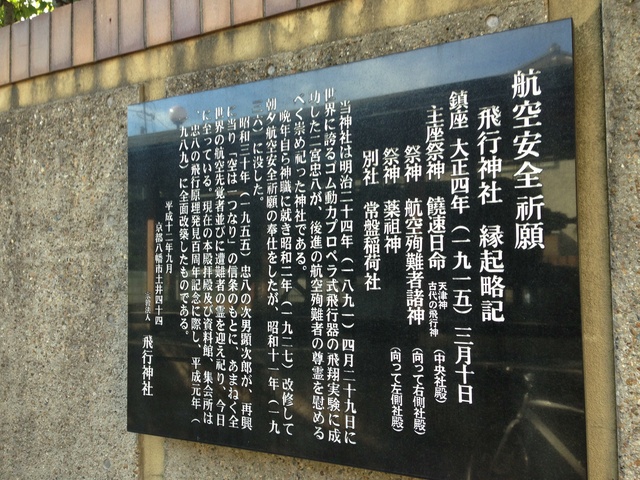 航空安全祈願
飛行神社 縁起略記
鎮座 大正四年(一九一五)三月十日
主座祭神 饒速日命 天津神 古代の飛行神 (中央社殿)
祭神 航空殉難者諸神 (向って右側社殿)
祭神 薬祖神 (向って左側社殿)
別社 常盤稲荷社
当神社は明治二十四年(一八九一)四月二十九日に
世界に誇るゴム動力プロペラ式飛行器の飛翔実験に成
功した二宮忠八が、後進の航空殉難者の尊霊を慰める
べく崇め祀った神社である。
晩年自ら神職に就き昭和二年(一九二七)改修して
朝夕航空安全祈願の奉仕をしたが、昭和十一年(一九
三六)に没した。
昭和三十年(一九五五)忠八の次男顕次郎が、再興
に当り「空は一つなり」の信条のもとに、あまねく全
世界の航空先覚者並びに遭難者の霊を迎え祀り、今日
に至っている。現在の本殿拝殿及び資料館、集会所は
、忠八の飛行原理発見百周年記念に際し、平成元年(
一九八九)に全面改築したものである。
平成十二年九月
京都八幡市土井四十四
宗教法人 飛行神社